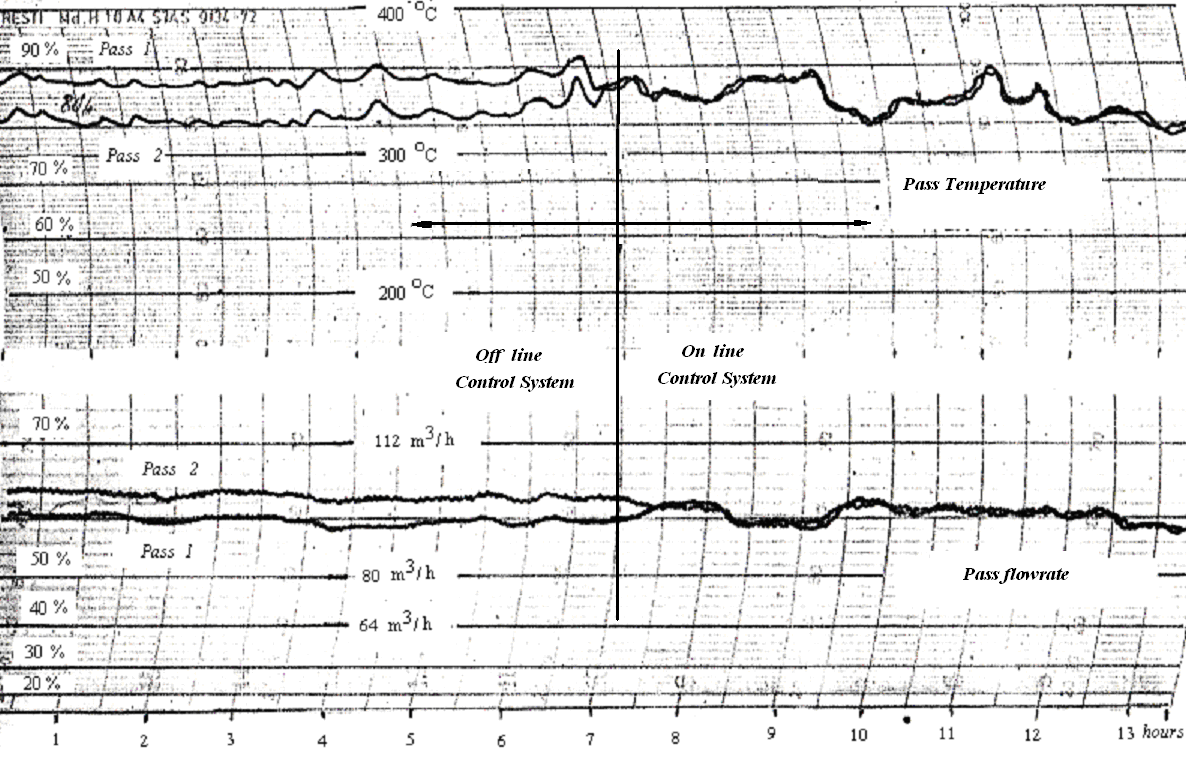 400 °C
90 % Pass 1
Pass 2
300 °C
70 %
Pass Temperature
60 %
50 %
200 °C
Off line
Control System
On line
Control System
70 %
112 m3/h
Pass 2
50 %
Pass 1
80 m3/h
Pass flowrate
40 %
64 m3/h
30 %
20 %
1 2 3 4 5 6 7 8 9 10 11 12 13 hours